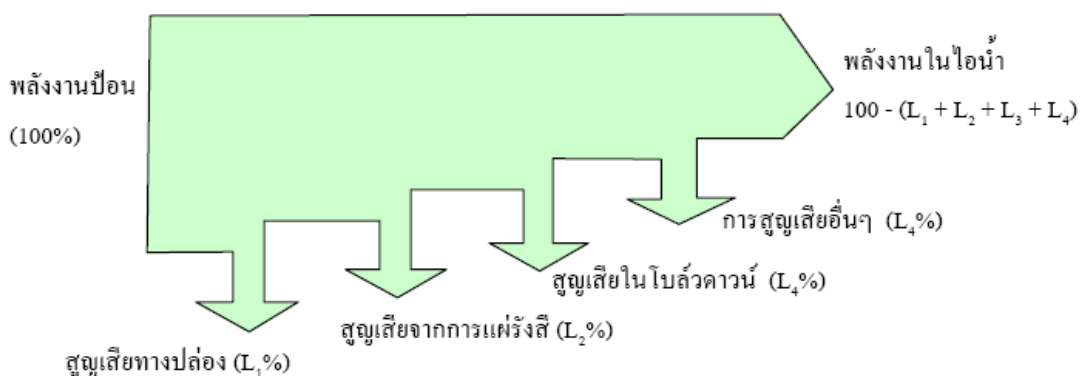 พลังงานป้อน
(100%)
พลังงานในไอน้ำ
100 - (L₁ + L₂ + L₃ + L₄)
การสูญเสียอื่นๆ (L₄%)
สูญเสียในโบล์วดาวน์ (L₄%)
สูญเสียจากการแผ่รังสี (L₂%)
สูญเสียทางปล่อง (L₁%)